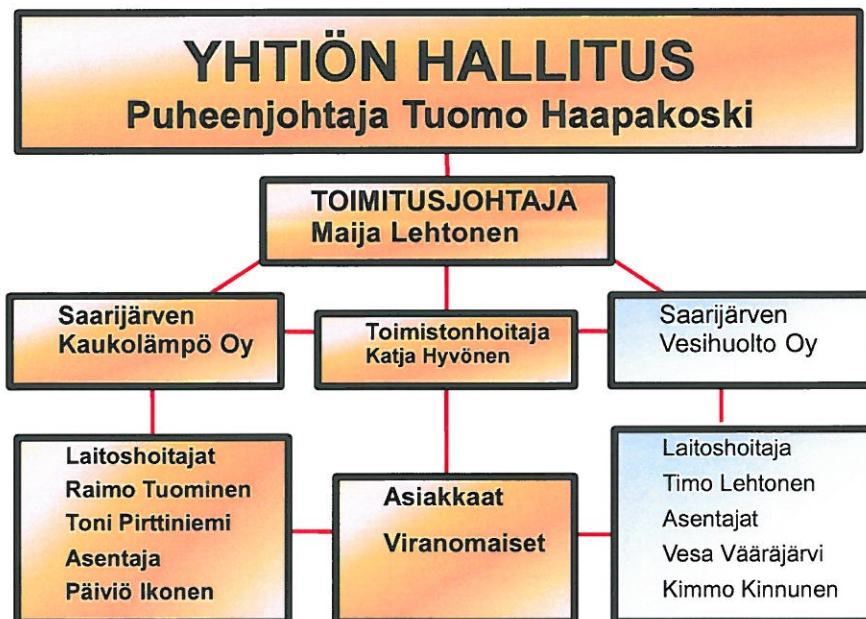 YHTIÖN HALLITUS
Puheenjohtaja Tuomo Haapakoski
TOIMITUSJOHTAJA
Maija Lehtonen
Saarijärven
Kaukolämpö Oy
Toimistonhoitaja
Katja Hyvönen
Saarijärven
Vesihuolto Oy
Laitoshoitajat
Raimo Tuominen
Toni Pirttiniemi
Asentaja
Päiviö Ikonen
Asiakkaat
Viranomaiset
Laitoshoitaja
Timo Lehtonen
Asentajat
Vesa Vääräjärvi
Kimmo Kinnunen